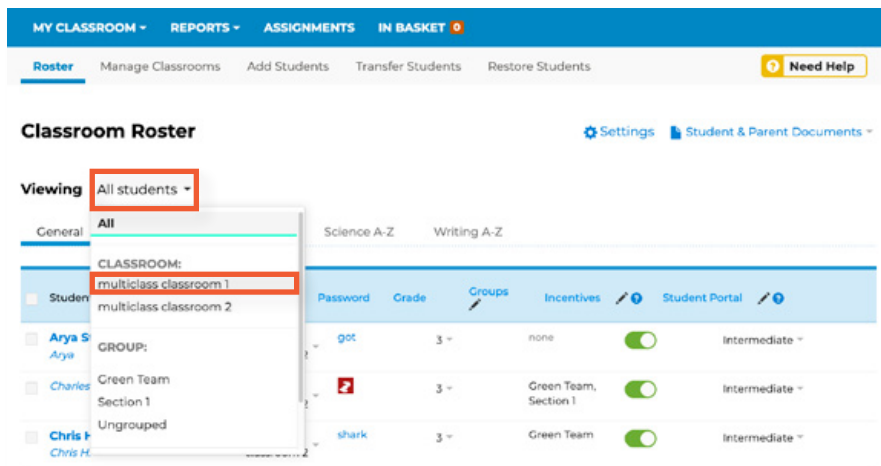 MY CLASSROOM REPORTS ASSIGNMENTS IN BASKET 0
Roster Manage Classrooms Add Students Transfer Students Restore Students Need Help
Classroom Roster
Settings Student & Parent Documents
Viewing All students
All
General Science A-Z Writing A-Z
CLASSROOM:
multiclass classroom 1
multiclass classroom 2
Password Grade Groups Incentives Student Portal
Arya
got 3 none Intermediate
Arya
GROUP:
Green Team
Charles 3 Green Team, Intermediate
Section 1
Section 1
Ungrouped
Chris shark 3 Green Team Intermediate
Chris H.